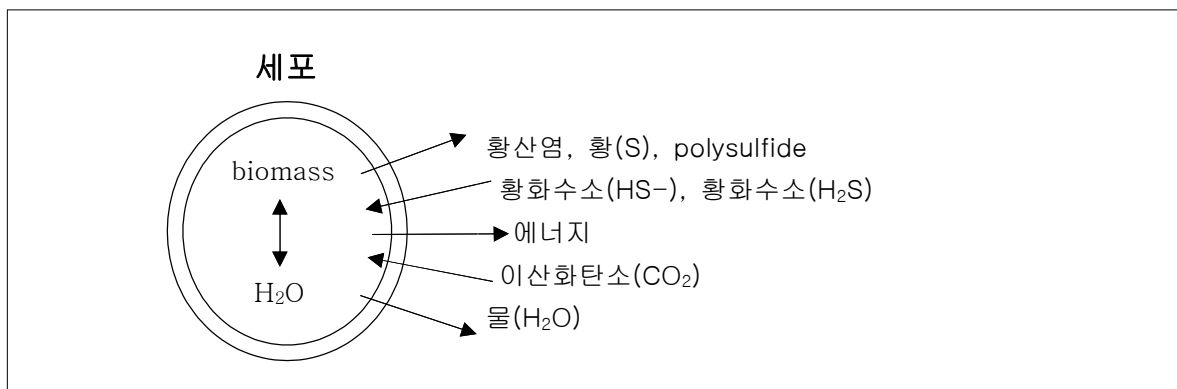 세포
biomass
H₂O
황산염, 황(S), polysulfide
황화수소(HS-), 황화수소(H₂S)
에너지
이산화탄소(CO₂)
물(H₂O)